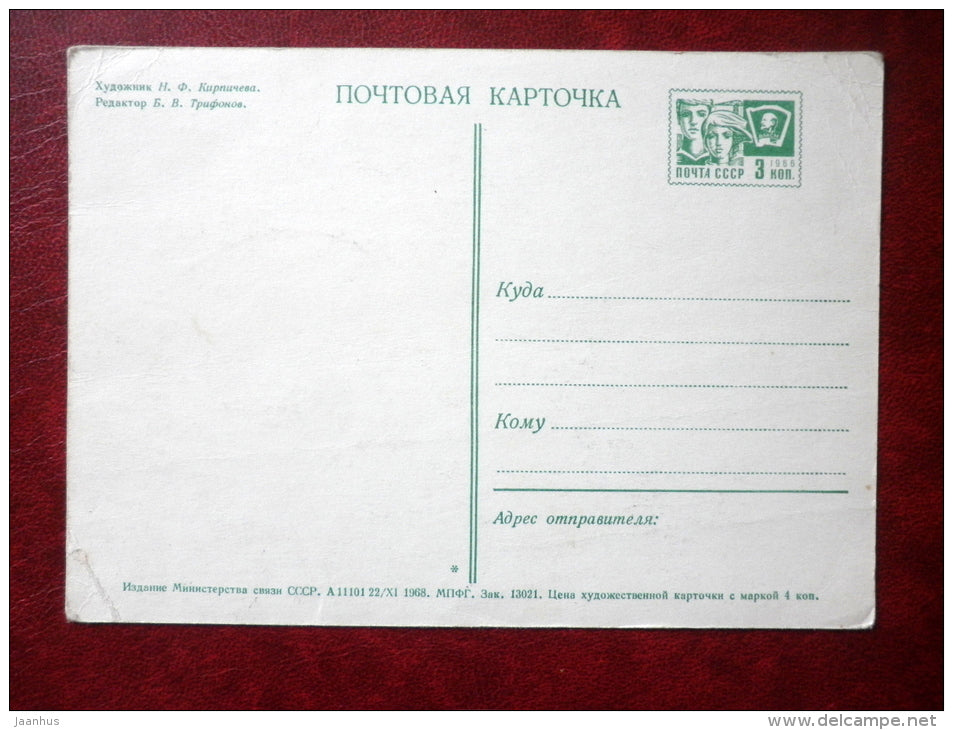 Художник Н. Ф. Кирпичева.
Редактор Б. В. Трифонов.
ПОЧТОВАЯ КАРТОЧКА
1966
ПОЧТА СССР 3 КОП.
Куда
Кому
Адрес отправителя:
*
Издание Министерства связи СССР. А 11101 22/XI 1968. МПФГ. Зак. 13021. Цена художественной карточки с маркой 4 коп.
Jaanhus
www.delcampe.net